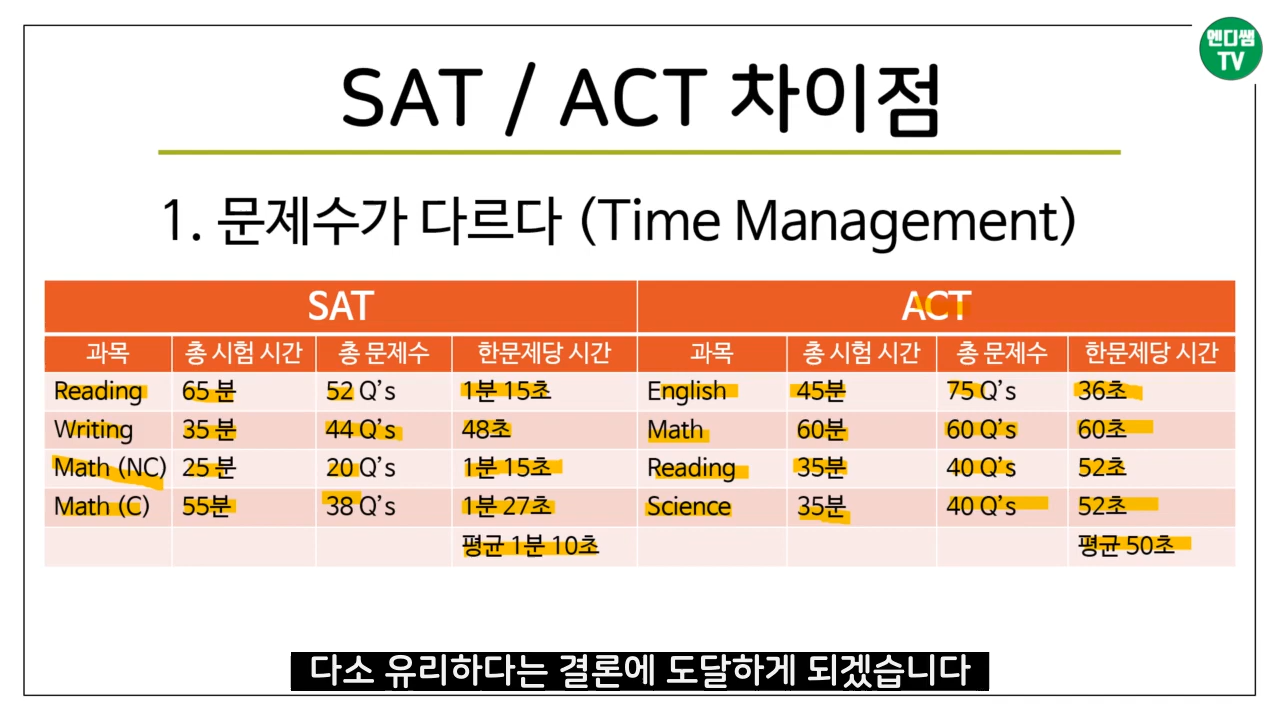 엔디쌤
TV
SAT / ACT 차이점
1. 문제수가 다르다 (Time Management)
SAT ACT
과목 총 시험 시간 총 문제수 한문제당 시간 과목 총 시험 시간 총 문제수 한문제당 시간
Reading 65 분 52 Q's 1분 15초 English 45분 75 Q's 36초
Writing 35 분 44 Q's 48초 Math 60분 60 Q's 60초
Math (NC) 25 분 20 Q's 1분 15초 Reading 35분 40 Q's 52초
Math (C) 55분 38 Q's 1분 27초 Science 35분 40 Q's 52초
평균 1분 10초 평균 50초
다소 유리하다는 결론에 도달하게 되겠습니다